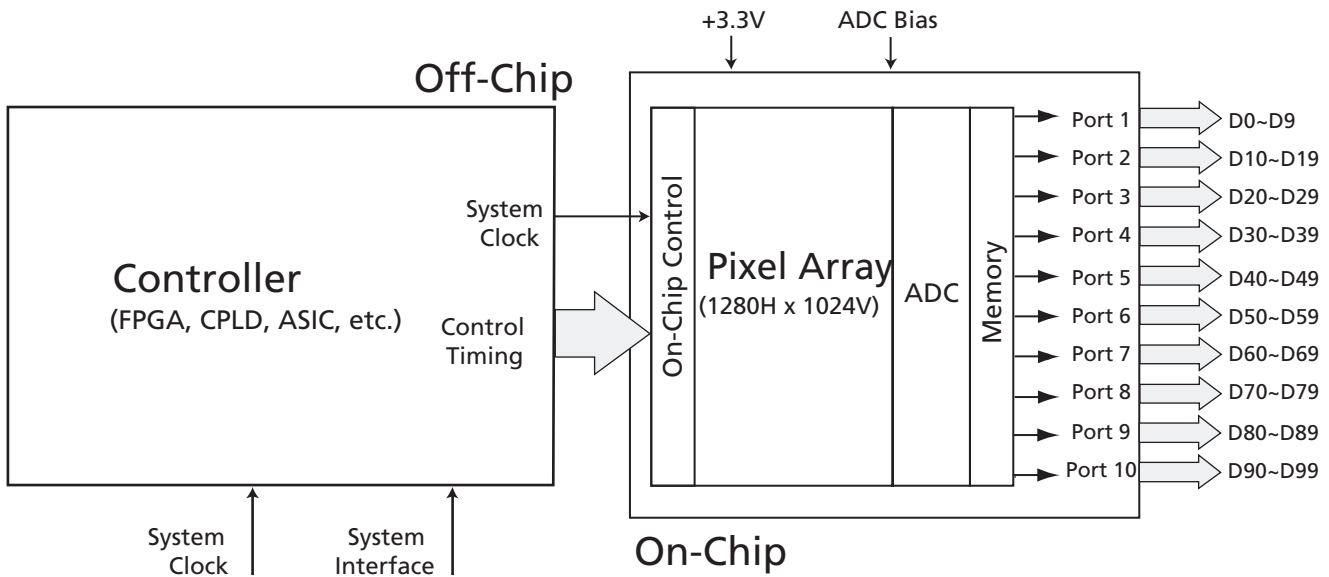 +3.3V
ADC Bias
Off-Chip
System
Clock
Controller
(FPGA, CPLD, ASIC, etc.)
Control
Timing
On-Chip Control
Pixel Array
(1280H x 1024V)
ADC
Memory
Port 1
D0~D9
Port 2
D10~D19
Port 3
D20~D29
Port 4
D30~D39
Port 5
D40~D49
Port 6
D50~D59
Port 7
D60~D69
Port 8
D70~D79
Port 9
D80~D89
Port 10
D90~D99
System
Clock
System
Interface
On-Chip